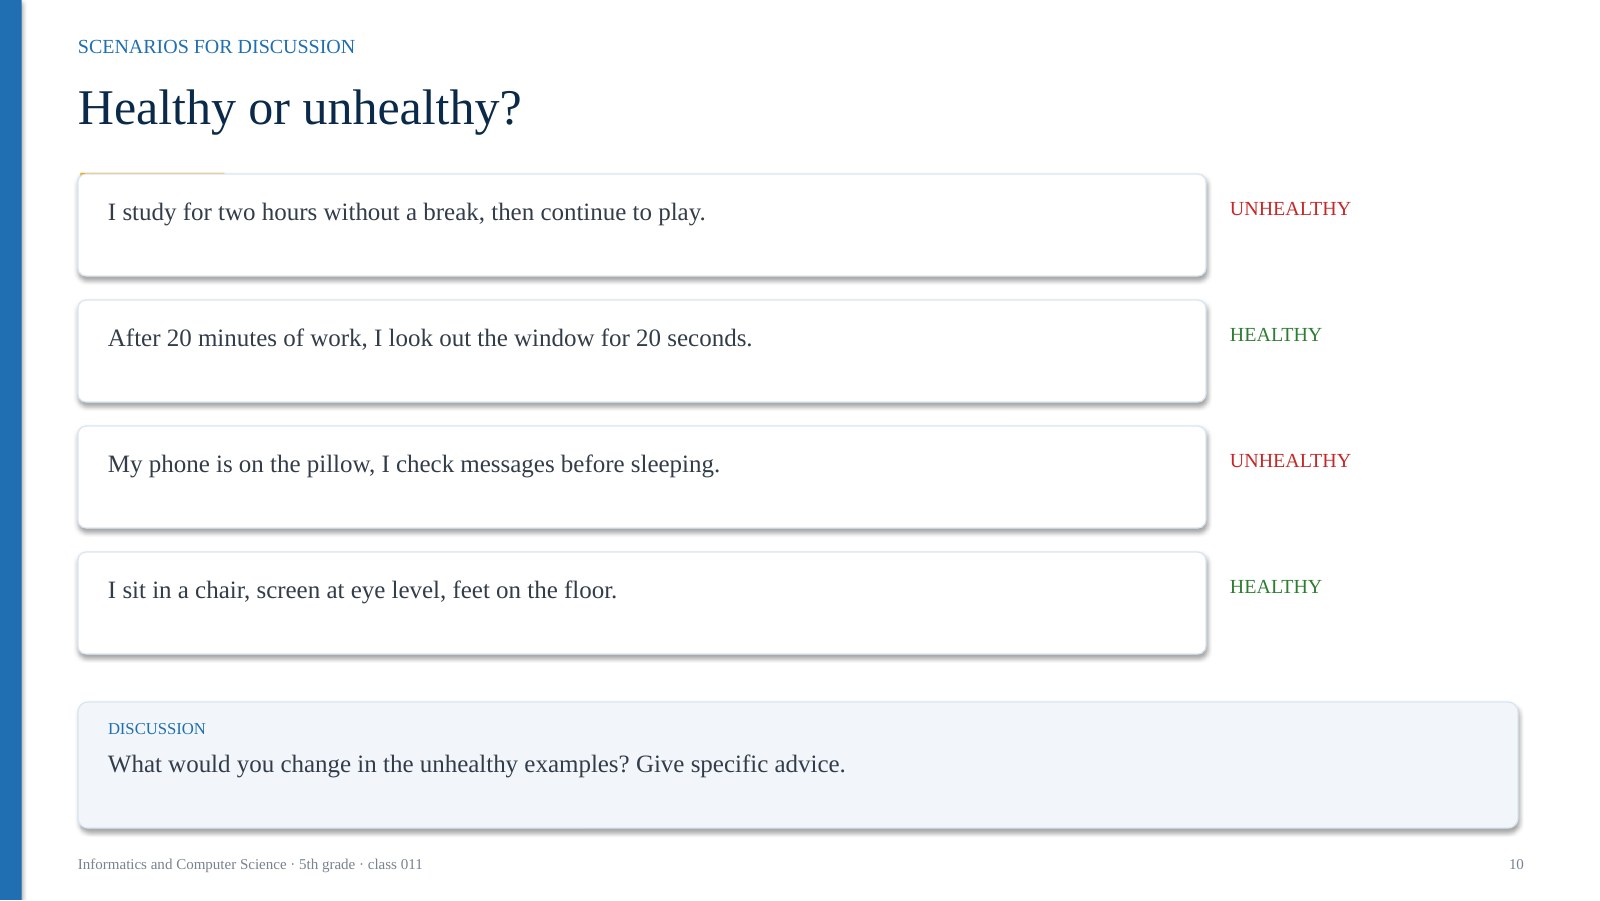 SCENARIOS FOR DISCUSSION
Healthy or unhealthy?
I study for two hours without a break, then continue to play.
UNHEALTHY
After 20 minutes of work, I look out the window for 20 seconds.
HEALTHY
My phone is on the pillow, I check messages before sleeping.
UNHEALTHY
I sit in a chair, screen at eye level, feet on the floor.
HEALTHY
DISCUSSION
What would you change in the unhealthy examples? Give specific advice.
Informatics and Computer Science · 5th grade · class 011
10